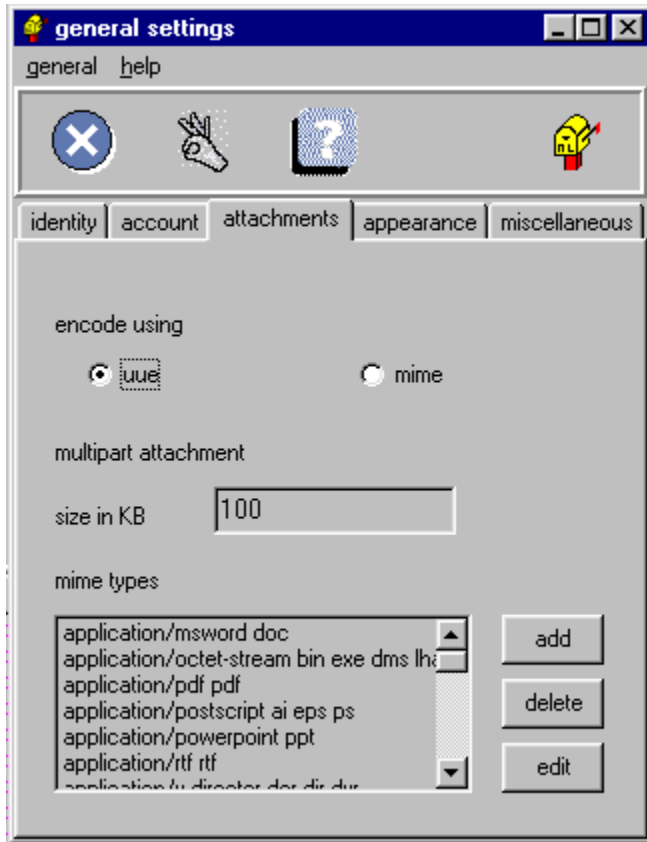 general settings
general help
?
nL
identity account attachments appearance miscellaneous
encode using
uue mime
multipart attachment
size in KB 100
mime types
application/msword doc
application/octet-stream bin exe dms lha
application/pdf pdf
application/postscript ai eps ps
application/powerpoint ppt
application/rtf rtf
add
delete
edit